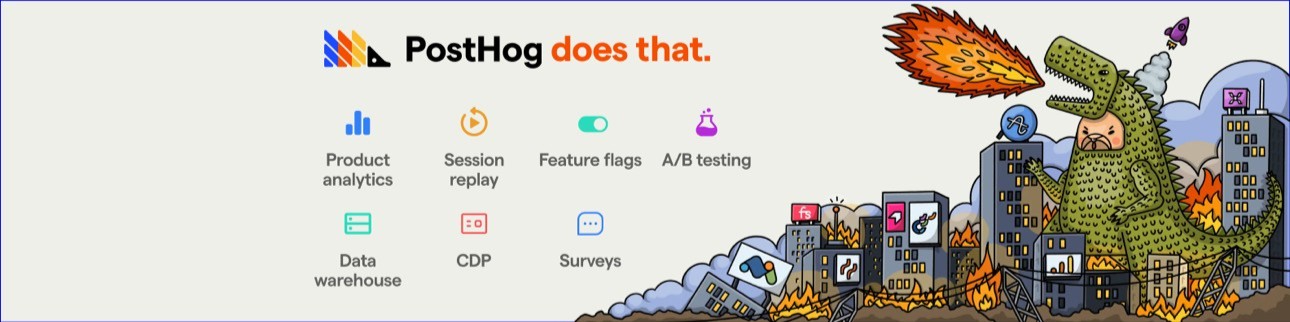 PostHog does that.
Product
analytics
Session
replay
Feature flags
A/B testing
Data
warehouse
CDP
Surveys
fs